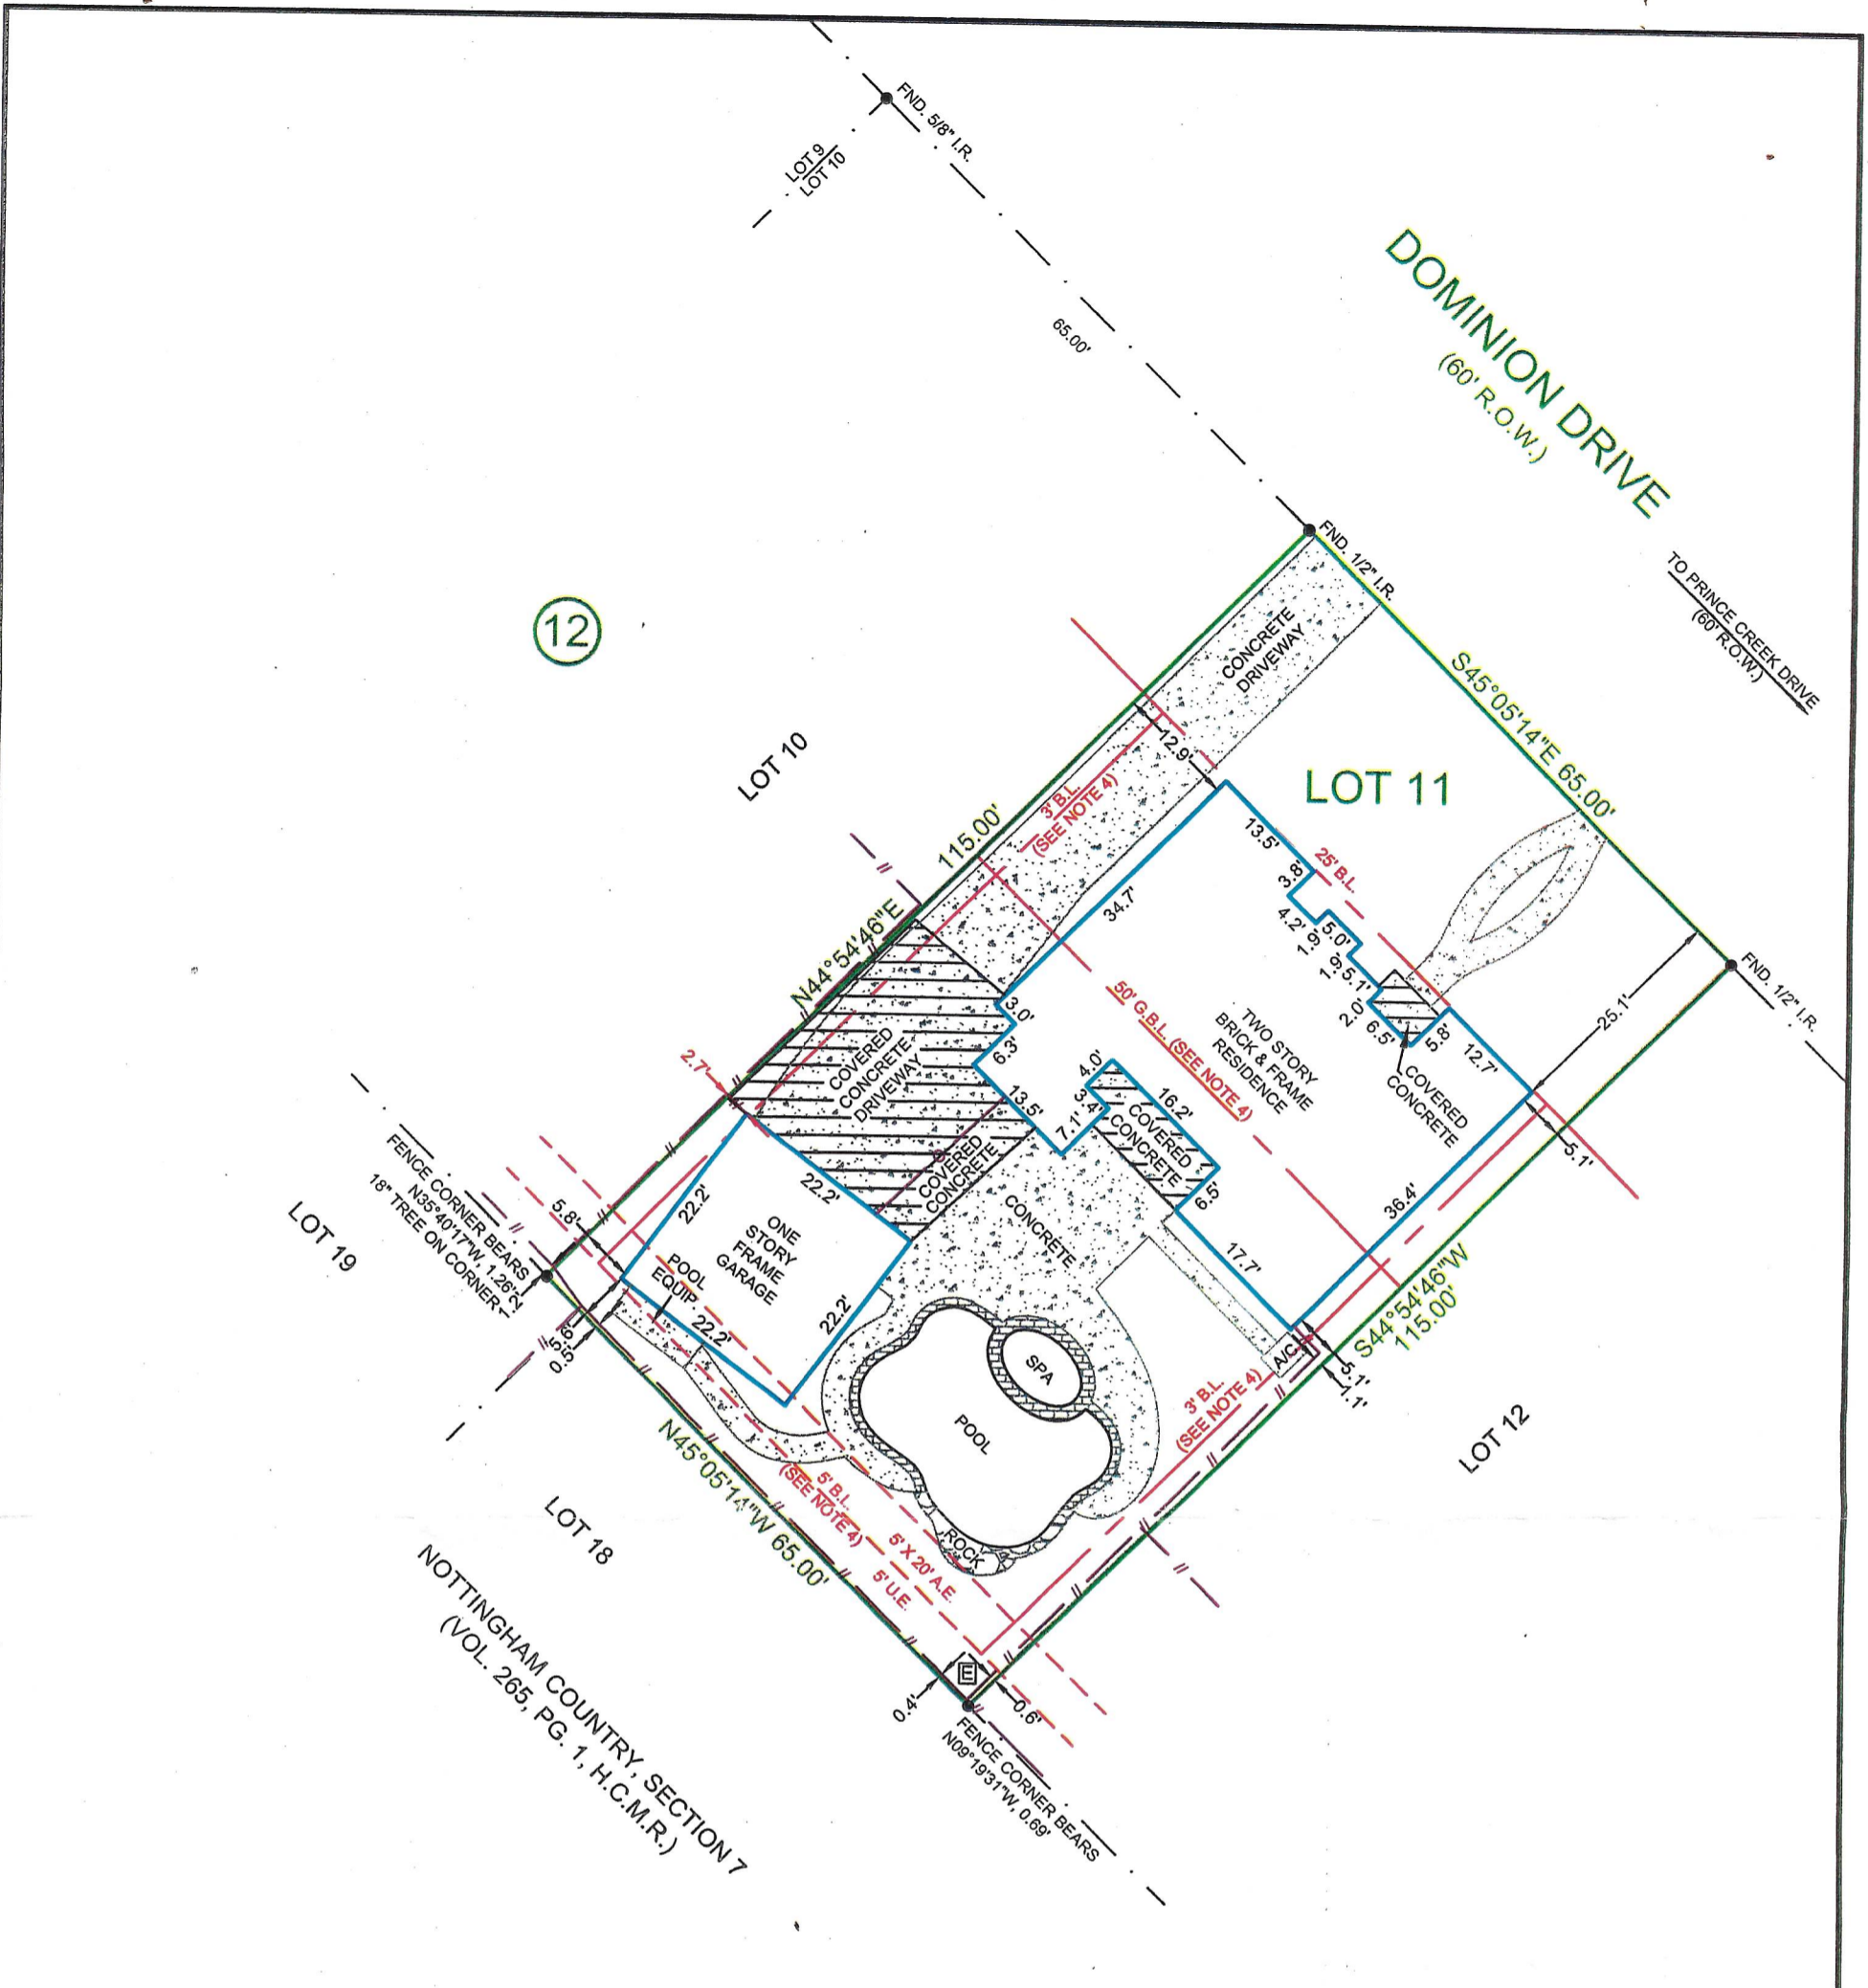 FND. 5/8" I.R.
LOT 9
LOT 10
65.00'
DOMINION DRIVE
(60' R.O.W.)
TO PRINCE CREEK DRIVE
(60' R.O.W.)
FND. 1/2" I.R.
12
LOT 10
CONCRETE
DRIVEWAY
S45°05'14"E 65.00'
LOT 11
12.9'
3' B.L.
(SEE NOTE 4)
115.00'
N44°54'46"E
13.5'
3.8'
4.2'
1.9'
5.0'
1.9'
5.1'
2.0'
6.5'
5.8'
12.7'
25' B.L.
34.7'
25.1'
FND. 1/2" I.R.
COVERED
CONCRETE
50' G.B.L. (SEE NOTE 4)
TWO STORY
BRICK & FRAME
RESIDENCE
3.0'
6.3'
13.5'
7.1'
3.4'
4.0'
16.2'
COVERED
CONCRETE
6.5'
17.7'
36.4'
5.1'
COVERED
CONCRETE
DRIVEWAY
COVERED
CONCRETE
2.7'
22.2'
22.2'
ONE
STORY
FRAME
GARAGE
22.2'
22.2'
POOL
EQUIP.
5.8'
5.6'
0.5'
FENCE CORNER BEARS
N35°40'17"W, 1.26'
18" TREE ON CORNER
LOT 19
CONCRETE
SPA
POOL
ROCK
A/C
5.1'
1.1'
S44°54'46"W
115.00'
3' B.L.
(SEE NOTE 4)
LOT 12
N45°05'14"W 65.00'
5' B.L.
(SEE NOTE 4)
5' X 20' A.E.
5' U.E.
LOT 18
E
0.4'
0.6'
FENCE CORNER BEARS
N09°19'31"W, 0.69'
NOTTINGHAM COUNTRY, SECTION 7
(VOL. 265, PG. 1, H.C.M.R.)